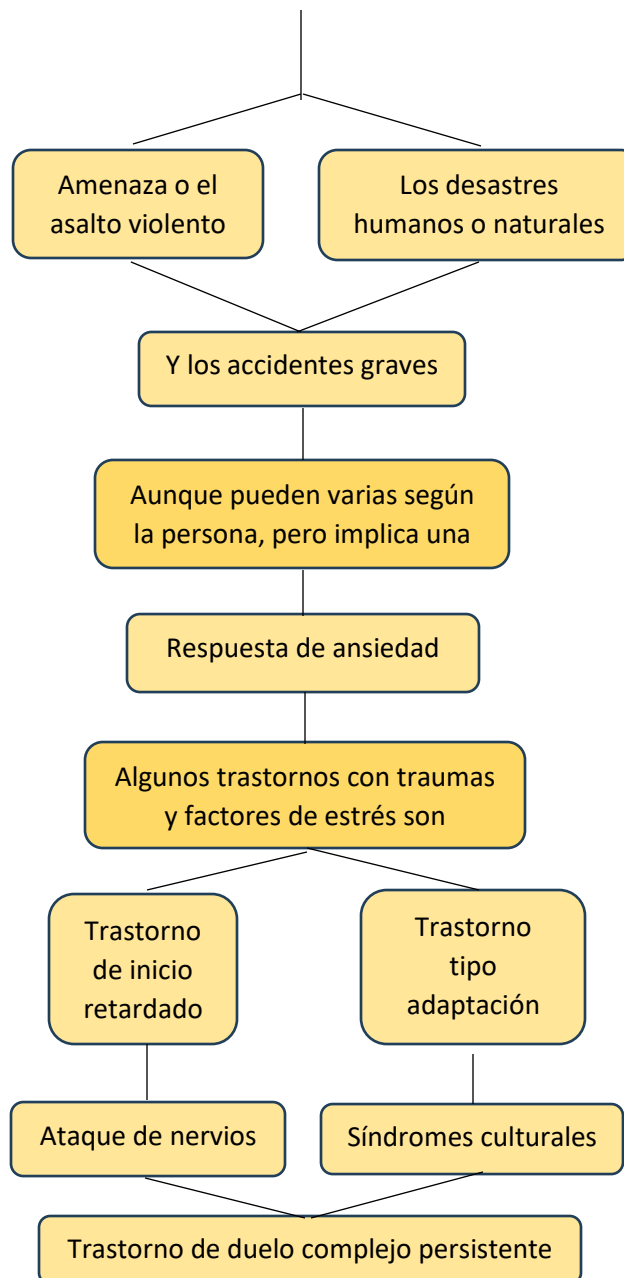 Amenaza o el
asalto violento
Los desastres
humanos o naturales
Y los accidentes graves
Aunque pueden varias según
la persona, pero implica una
Respuesta de ansiedad
Algunos trastornos con traumas
y factores de estrés son
Trastorno
de inicio
retardado
Trastorno
tipo
adaptación
Ataque de nervios
Síndromes culturales
Trastorno de duelo complejo persistente